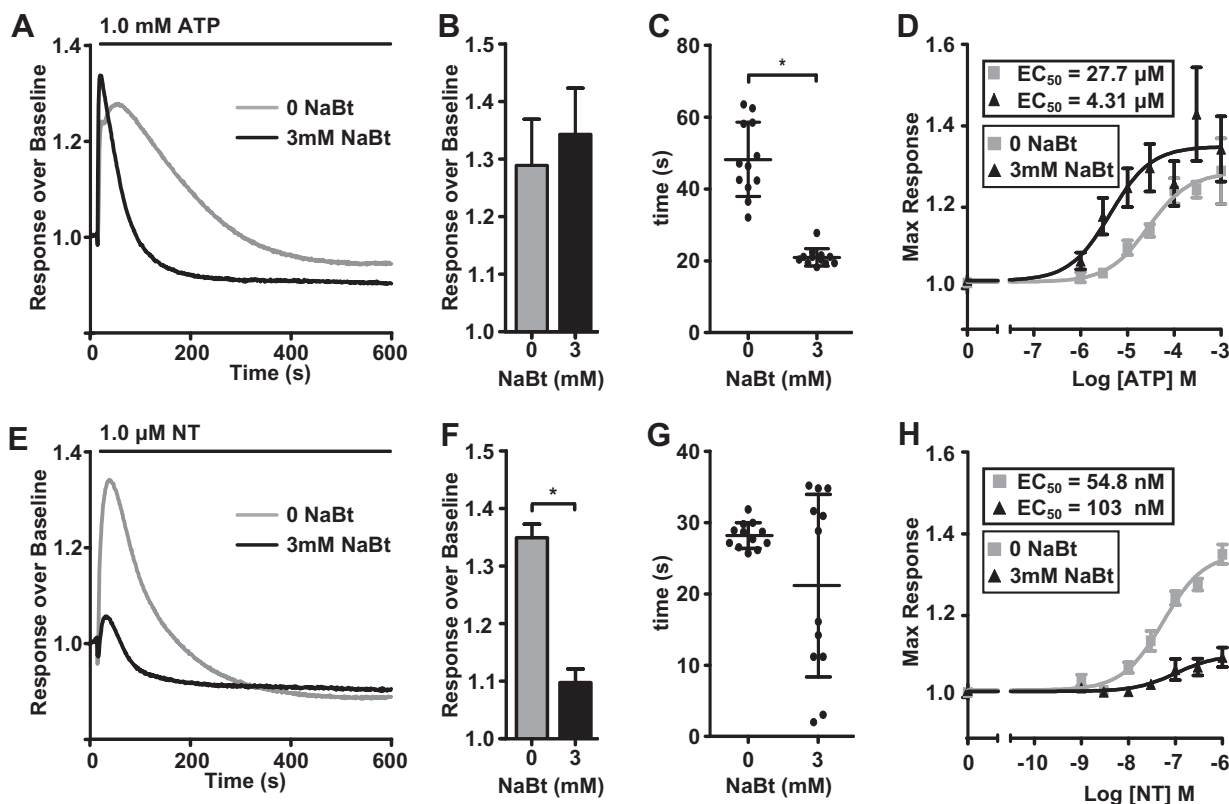 A
1.0 mM ATP
Response over Baseline
1.4
1.2
1.0
0 NaBt
3mM NaBt
0 200 400 600
Time (s)
B
Response over Baseline
1.5
1.4
1.3
1.2
1.1
1.0
0 3
NaBt (mM)
C
time (s)
80
60
40
20
0
*
0 3
NaBt (mM)
D
Max Response
1.6
1.4
1.2
1.0
EC50 = 27.7 µM
EC50 = 4.31 µM
0 NaBt
3mM NaBt
0 -7 -6 -5 -4 -3
Log [ATP] M
E
1.0 µM NT
Response over Baseline
1.4
1.2
1.0
0 NaBt
3mM NaBt
0 200 400 600
Time (s)
F
Response over Baseline
1.5
1.4
1.3
1.2
1.1
1.0
*
0 3
NaBt (mM)
G
time (s)
40
30
20
10
0
0 3
NaBt (mM)
H
Max Response
1.6
1.4
1.2
1.0
EC50 = 54.8 nM
EC50 = 103 nM
0 NaBt
3mM NaBt
0 -10 -9 -8 -7 -6
Log [NT] M